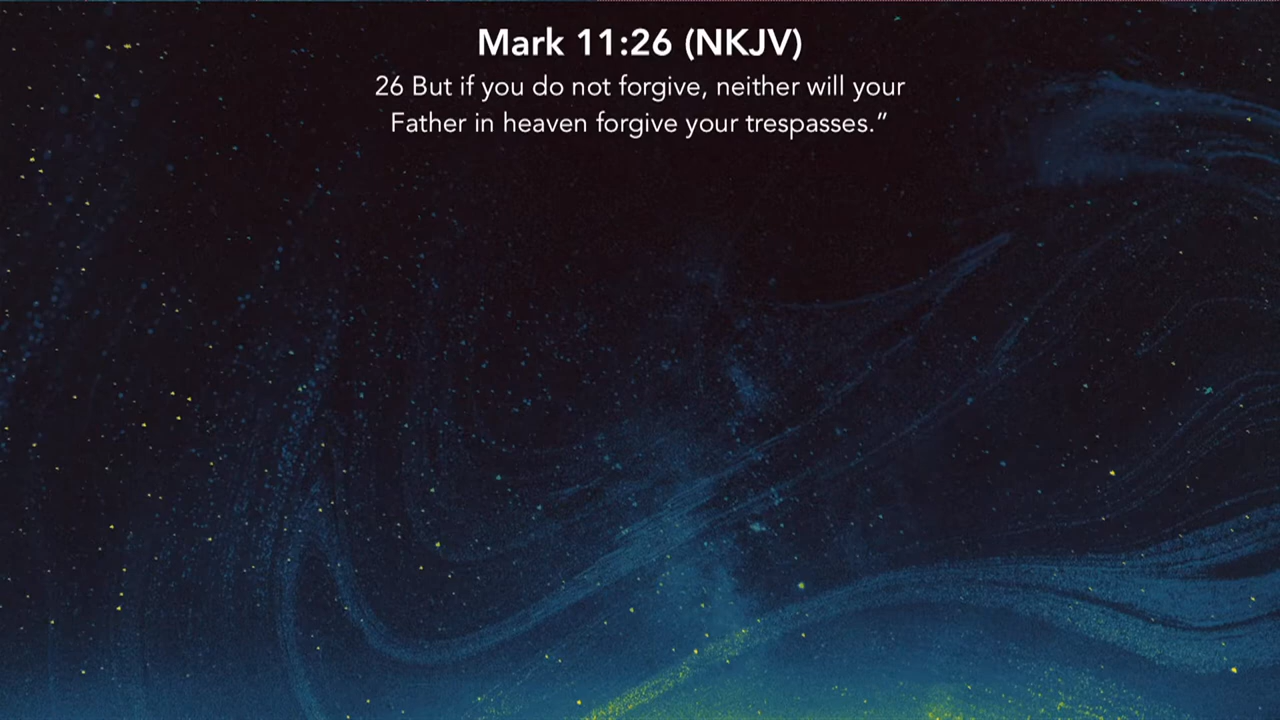 Mark 11:26 (NKJV)
26 But if you do not forgive, neither will your
Father in heaven forgive your trespasses.”